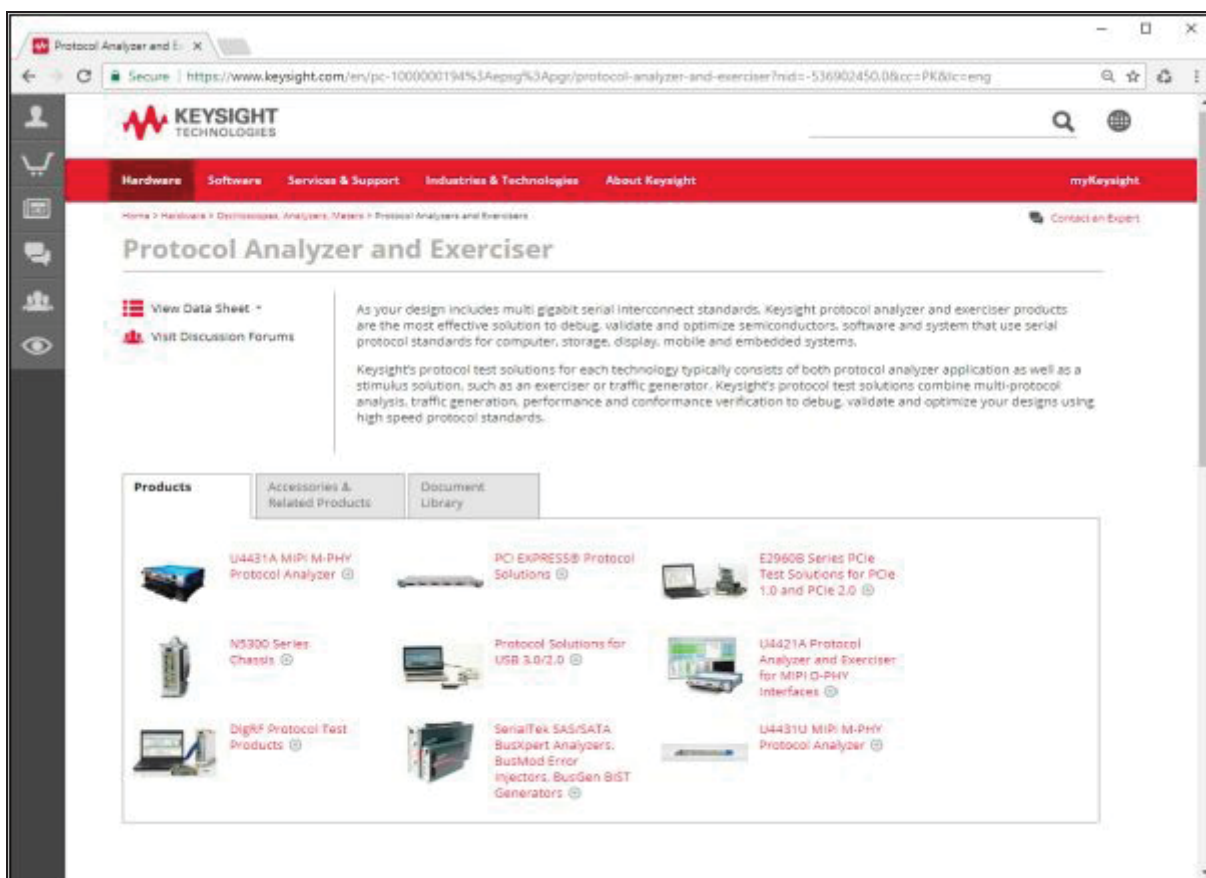 Protocol Analyzer and E
Secure | https://www.keysight.com/en/pc-1000000194%3Aepsg%3Apgr/protocol-analyzer-and-exerciser?nid=-536902450.0&cc=PK&lc=eng
KEYSIGHT
TECHNOLOGIES
Hardware Software Services & Support Industries & Technologies About Keysight myKeysight
Home > Hardware > Oscilloscopes, Analyzers, Meters > Protocol Analyzers and Exercisers Contact an Expert
Protocol Analyzer and Exerciser
View Data Sheet
Visit Discussion Forums
As your design includes multi gigabit serial interconnect standards, Keysight protocol analyzer and exerciser products
are the most effective solution to debug, validate and optimize semiconductors, software and system that use serial
protocol standards for computer, storage, display, mobile and embedded systems.
Keysight's protocol test solutions for each technology typically consists of both protocol analyzer application as well as a
stimulus solution, such as an exerciser or traffic generator. Keysight's protocol test solutions combine multi-protocol
analysis, traffic generation, performance and conformance verification to debug, validate and optimize your designs using
high speed protocol standards.
Products
Accessories &
Related Products
Document
Library
U4431A MIPI M-PHY
Protocol Analyzer
PCI EXPRESS® Protocol
Solutions
E2960B Series PCIe
Test Solutions for PCIe
1.0 and PCIe 2.0
N5300 Series
Chassis
Protocol Solutions for
USB 3.0/2.0
U4421A Protocol
Analyzer and Exerciser
for MIPI D-PHY
Interfaces
DigRF Protocol Test
Products
SerialTek SAS/SATA
BusXpert Analyzers,
BusMod Error
Injectors, BusGen BIST
Generators
U4431U MIPI M-PHY
Protocol Analyzer